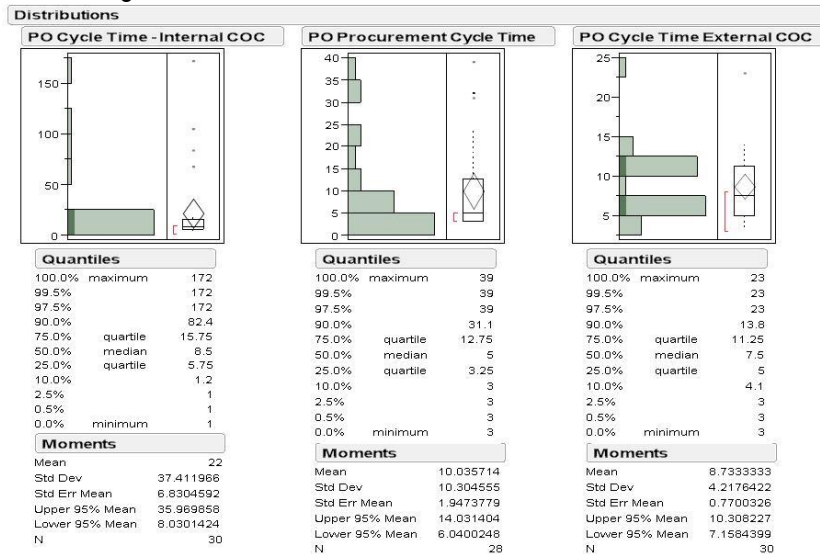 Distributions
PO Cycle Time - Internal COC
150
100
50
0
Quantiles
100.0% maximum 172
99.5% 172
97.5% 172
90.0% 82.4
75.0% quartile 15.75
50.0% median 8.5
25.0% quartile 5.75
10.0% 1.2
2.5% 1
0.5% 1
0.0% minimum 1
Moments
Mean 22
Std Dev 37.411966
Std Err Mean 6.8304592
Upper 95% Mean 35.969858
Lower 95% Mean 8.0301424
N 30
PO Procurement Cycle Time
40
35
30
25
20
15
10
5
0
Quantiles
100.0% maximum 39
99.5% 39
97.5% 39
90.0% 31.1
75.0% quartile 12.75
50.0% median 5
25.0% quartile 3.25
10.0% 3
2.5% 3
0.5% 3
0.0% minimum 3
Moments
Mean 10.035714
Std Dev 10.304555
Std Err Mean 1.9473779
Upper 95% Mean 14.031404
Lower 95% Mean 6.0400248
N 28
PO Cycle Time External COC
25
20
15
10
5
Quantiles
100.0% maximum 23
99.5% 23
97.5% 23
90.0% 13.8
75.0% quartile 11.25
50.0% median 7.5
25.0% quartile 5
10.0% 4.1
2.5% 3
0.5% 3
0.0% minimum 3
Moments
Mean 8.7333333
Std Dev 4.2176422
Std Err Mean 0.7700326
Upper 95% Mean 10.308227
Lower 95% Mean 7.1584399
N 30